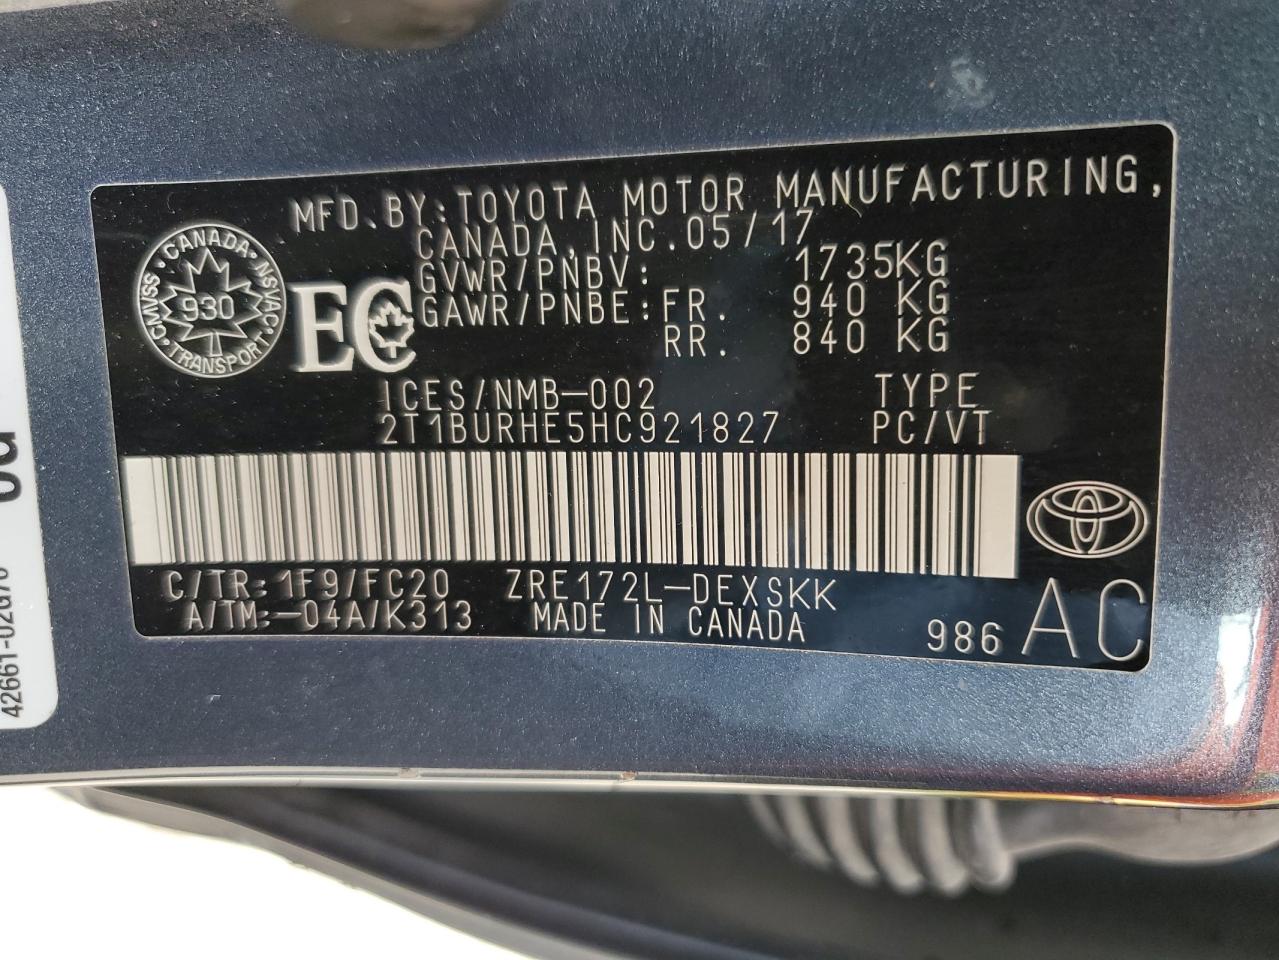 MFD.BY:TOYOTA MOTOR MANUFACTURING,
CANADA,INC.05/17
GVWR/PNBV: 1735KG
GAWR/PNBE:FR. 940 KG
RR. 840 KG
CANADA
CMVSS 930 NSVAC
TRANSPORT
EC
ICES/NMB-002 TYPE
2T1BURHE5HC921827 PC/VT
C/TR:1F9/FC20 ZRE172L-DEXSKK
A/TM:-04A/K313 MADE IN CANADA
986 AC